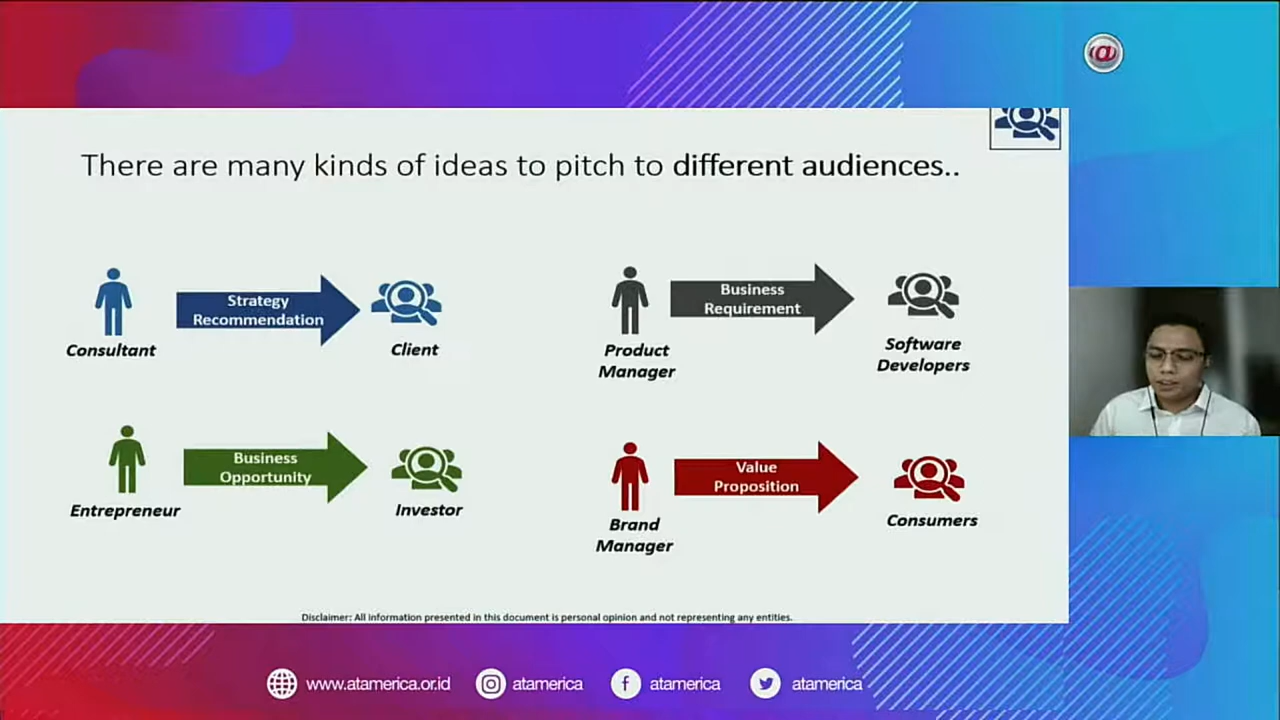 @
There are many kinds of ideas to pitch to different audiences..
Strategy
Recommendation
Consultant
Client
Business
Requirement
Product
Manager
Software
Developers
Business
Opportunity
Entrepreneur
Investor
Value
Proposition
Brand
Manager
Consumers
Disclaimer: All information presented in this document is personal opinion and not representing any entities.
www.atamerica.or.id
atamerica
atamerica
atamerica